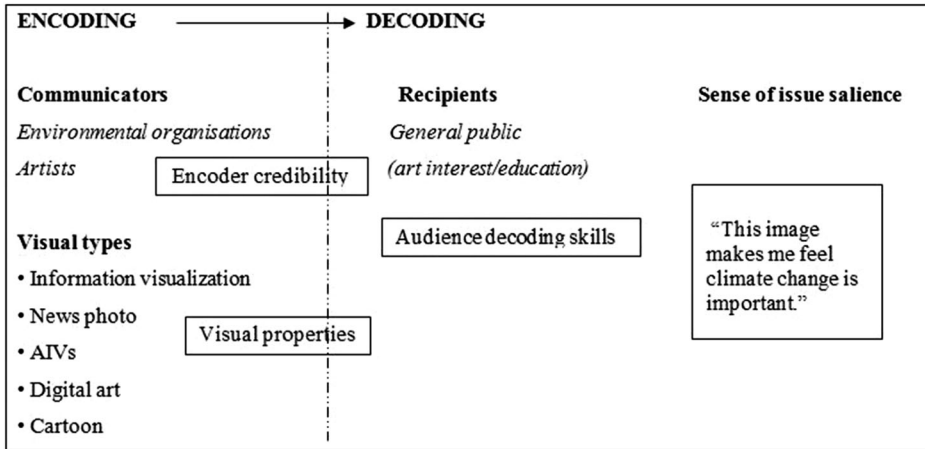 ENCODING DECODING
Communicators Recipients Sense of issue salience
Environmental organisations General public
Artists (art interest/education)
Encoder credibility
Audience decoding skills
“This image
makes me feel
climate change is
important.”
Visual types
• Information visualization
• News photo
Visual properties
• AIVs
• Digital art
• Cartoon